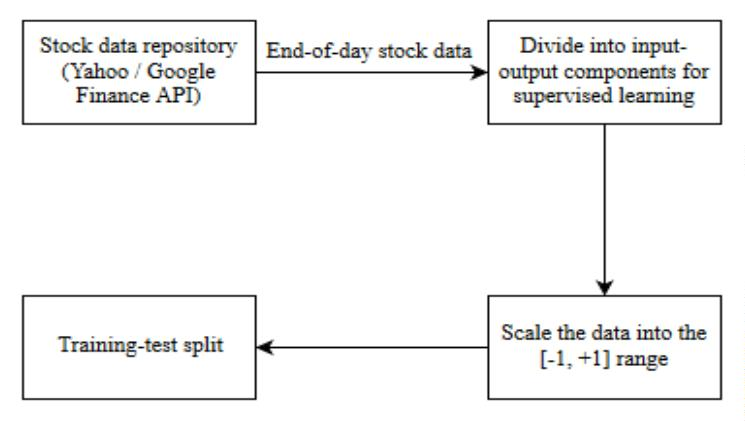 Stock data repository
(Yahoo / Google
Finance API)
End-of-day stock data
Divide into input-
output components for
supervised learning
Scale the data into the
[-1, +1] range
Training-test split